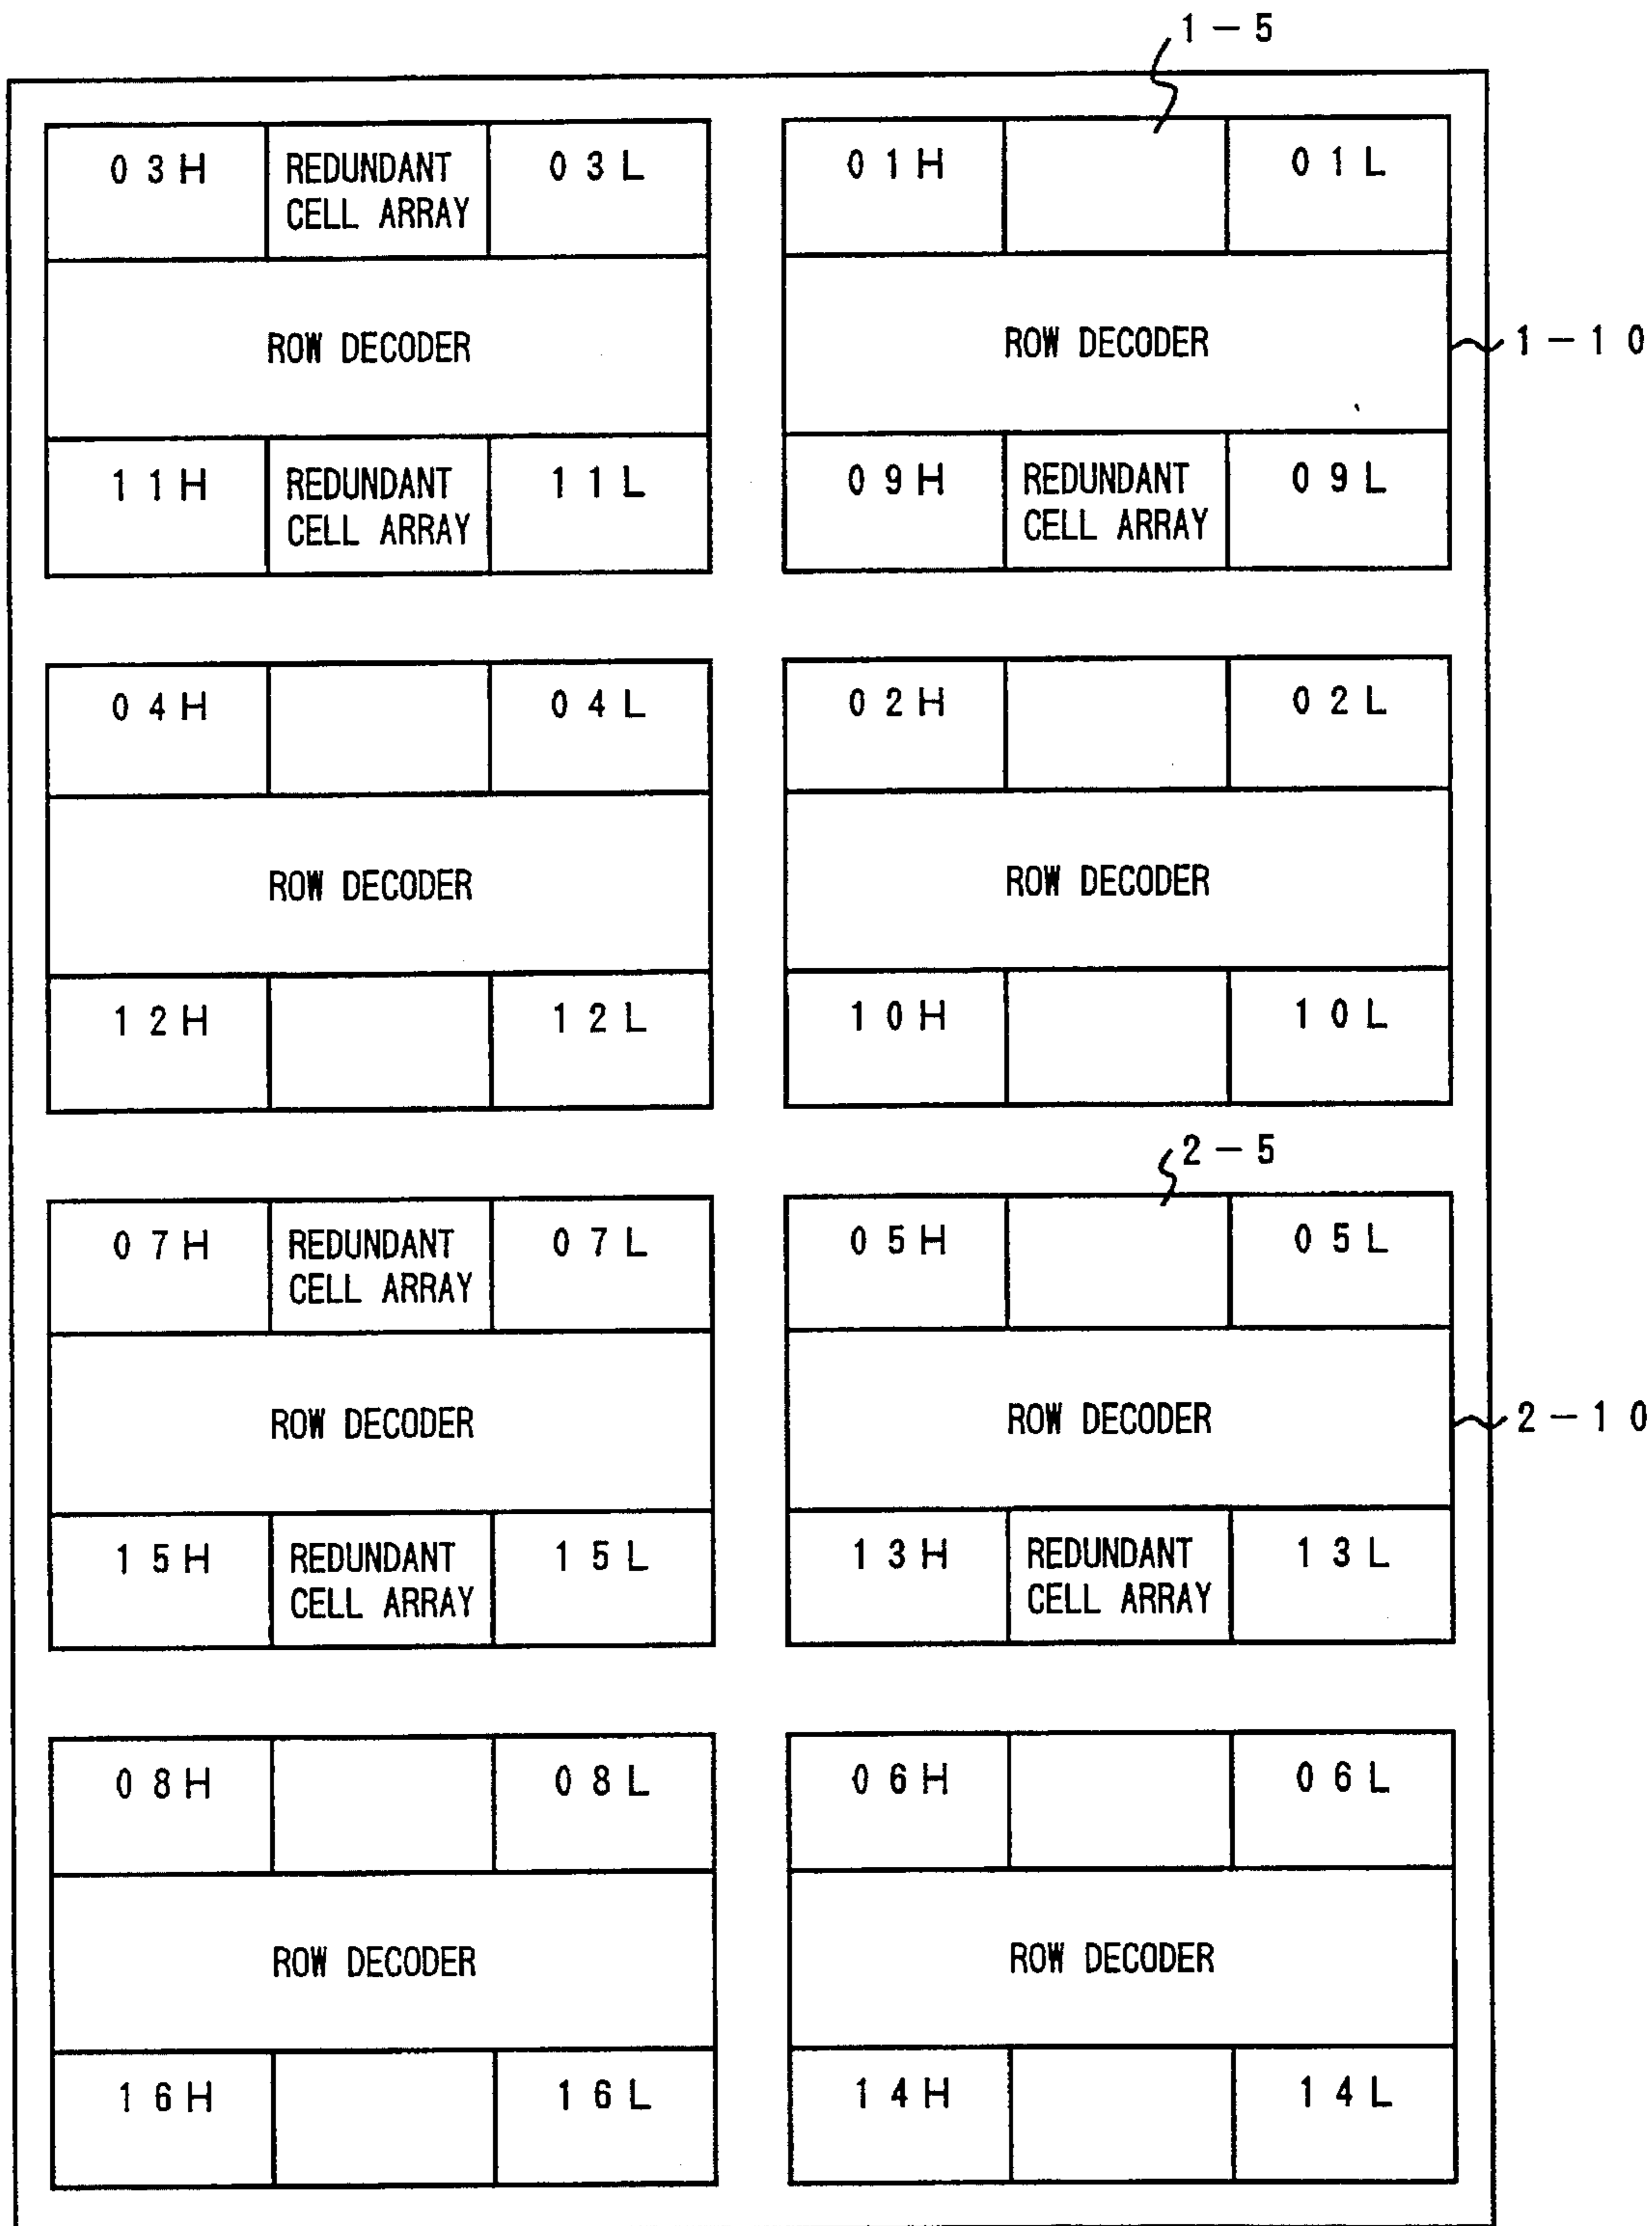 1-5
03H REDUNDANT CELL ARRAY 03L
01H 01L
ROW DECODER
ROW DECODER
1-10
11H REDUNDANT CELL ARRAY 11L
09H REDUNDANT CELL ARRAY 09L
04H 04L
02H 02L
ROW DECODER
ROW DECODER
12H 12L
10H 10L
2-5
07H REDUNDANT CELL ARRAY 07L
05H 05L
ROW DECODER
ROW DECODER
2-10
15H REDUNDANT CELL ARRAY 15L
13H REDUNDANT CELL ARRAY 13L
08H 08L
06H 06L
ROW DECODER
ROW DECODER
16H 16L
14H 14L